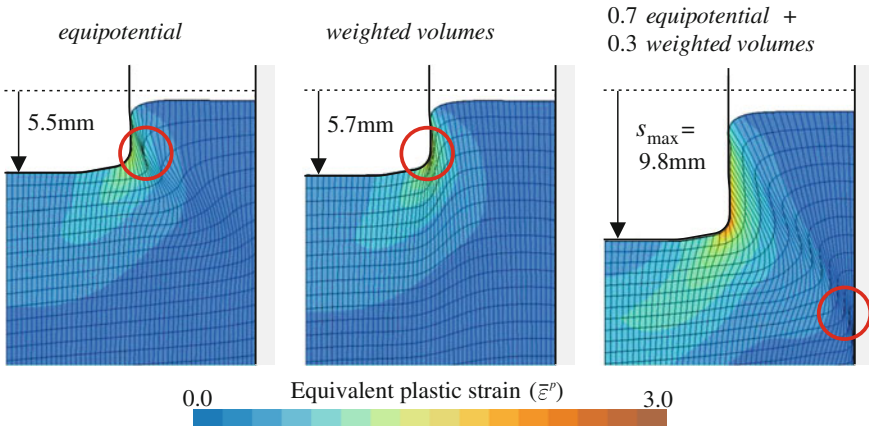 equipotential
weighted volumes
0.7 equipotential +
0.3 weighted volumes
5.5mm
5.7mm
s_max =
9.8mm
0.0 Equivalent plastic strain (ε̄ᵖ) 3.0